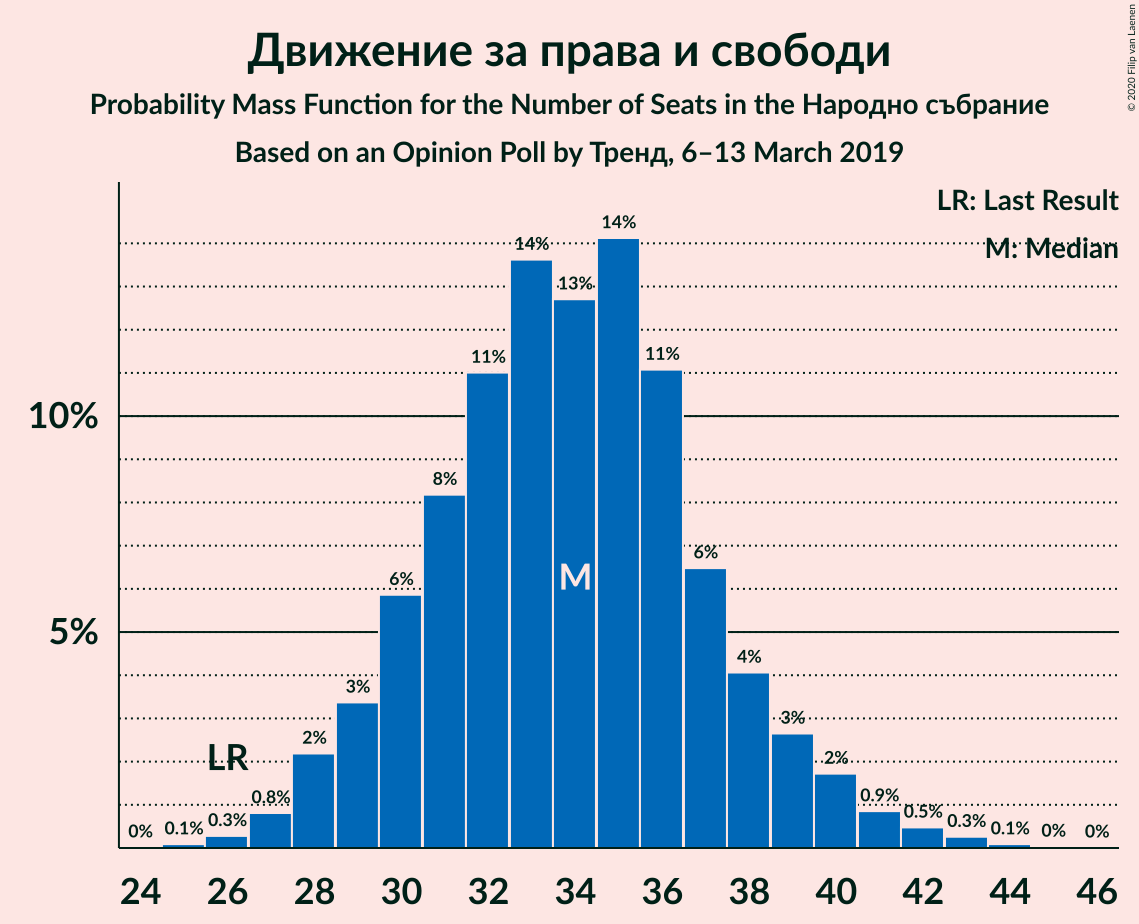 Движение за права и свободи
Probability Mass Function for the Number of Seats in the Народно събрание
Based on an Opinion Poll by Тренд, 6–13 March 2019
© 2020 Filip van Laenen
LR: Last Result
M: Median
10%
5%
0%
0.1%
0.3%
0.8%
2%
3%
6%
8%
11%
14%
13%
14%
11%
6%
4%
3%
2%
0.9%
0.5%
0.3%
0.1%
0%
0%
LR
M
24 26 28 30 32 34 36 38 40 42 44 46